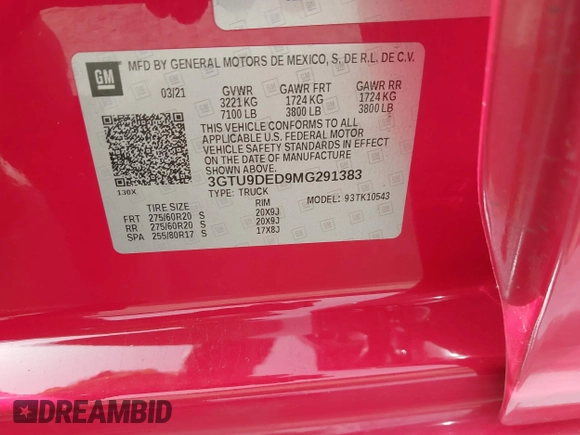 GM
MFD BY GENERAL MOTORS DE MEXICO, S. DE R.L. DE C.V.
03/21 GVWR GAWR FRT GAWR RR
3221 KG 1724 KG 1724 KG
7100 LB 3800 LB 3800 LB
THIS VEHICLE CONFORMS TO ALL
APPLICABLE U.S. FEDERAL MOTOR
VEHICLE SAFETY STANDARDS IN EFFECT
ON THE DATE OF MANUFACTURE
SHOWN ABOVE
3GTU9DED9MG291383
130X TYPE: TRUCK
MODEL: 93TK10543
TIRE SIZE RIM
FRT 275/60R20 S 20X9J
RR 275/60R20 S 20X9J
SPA 255/80R17 S 17X8J
DREAMBID